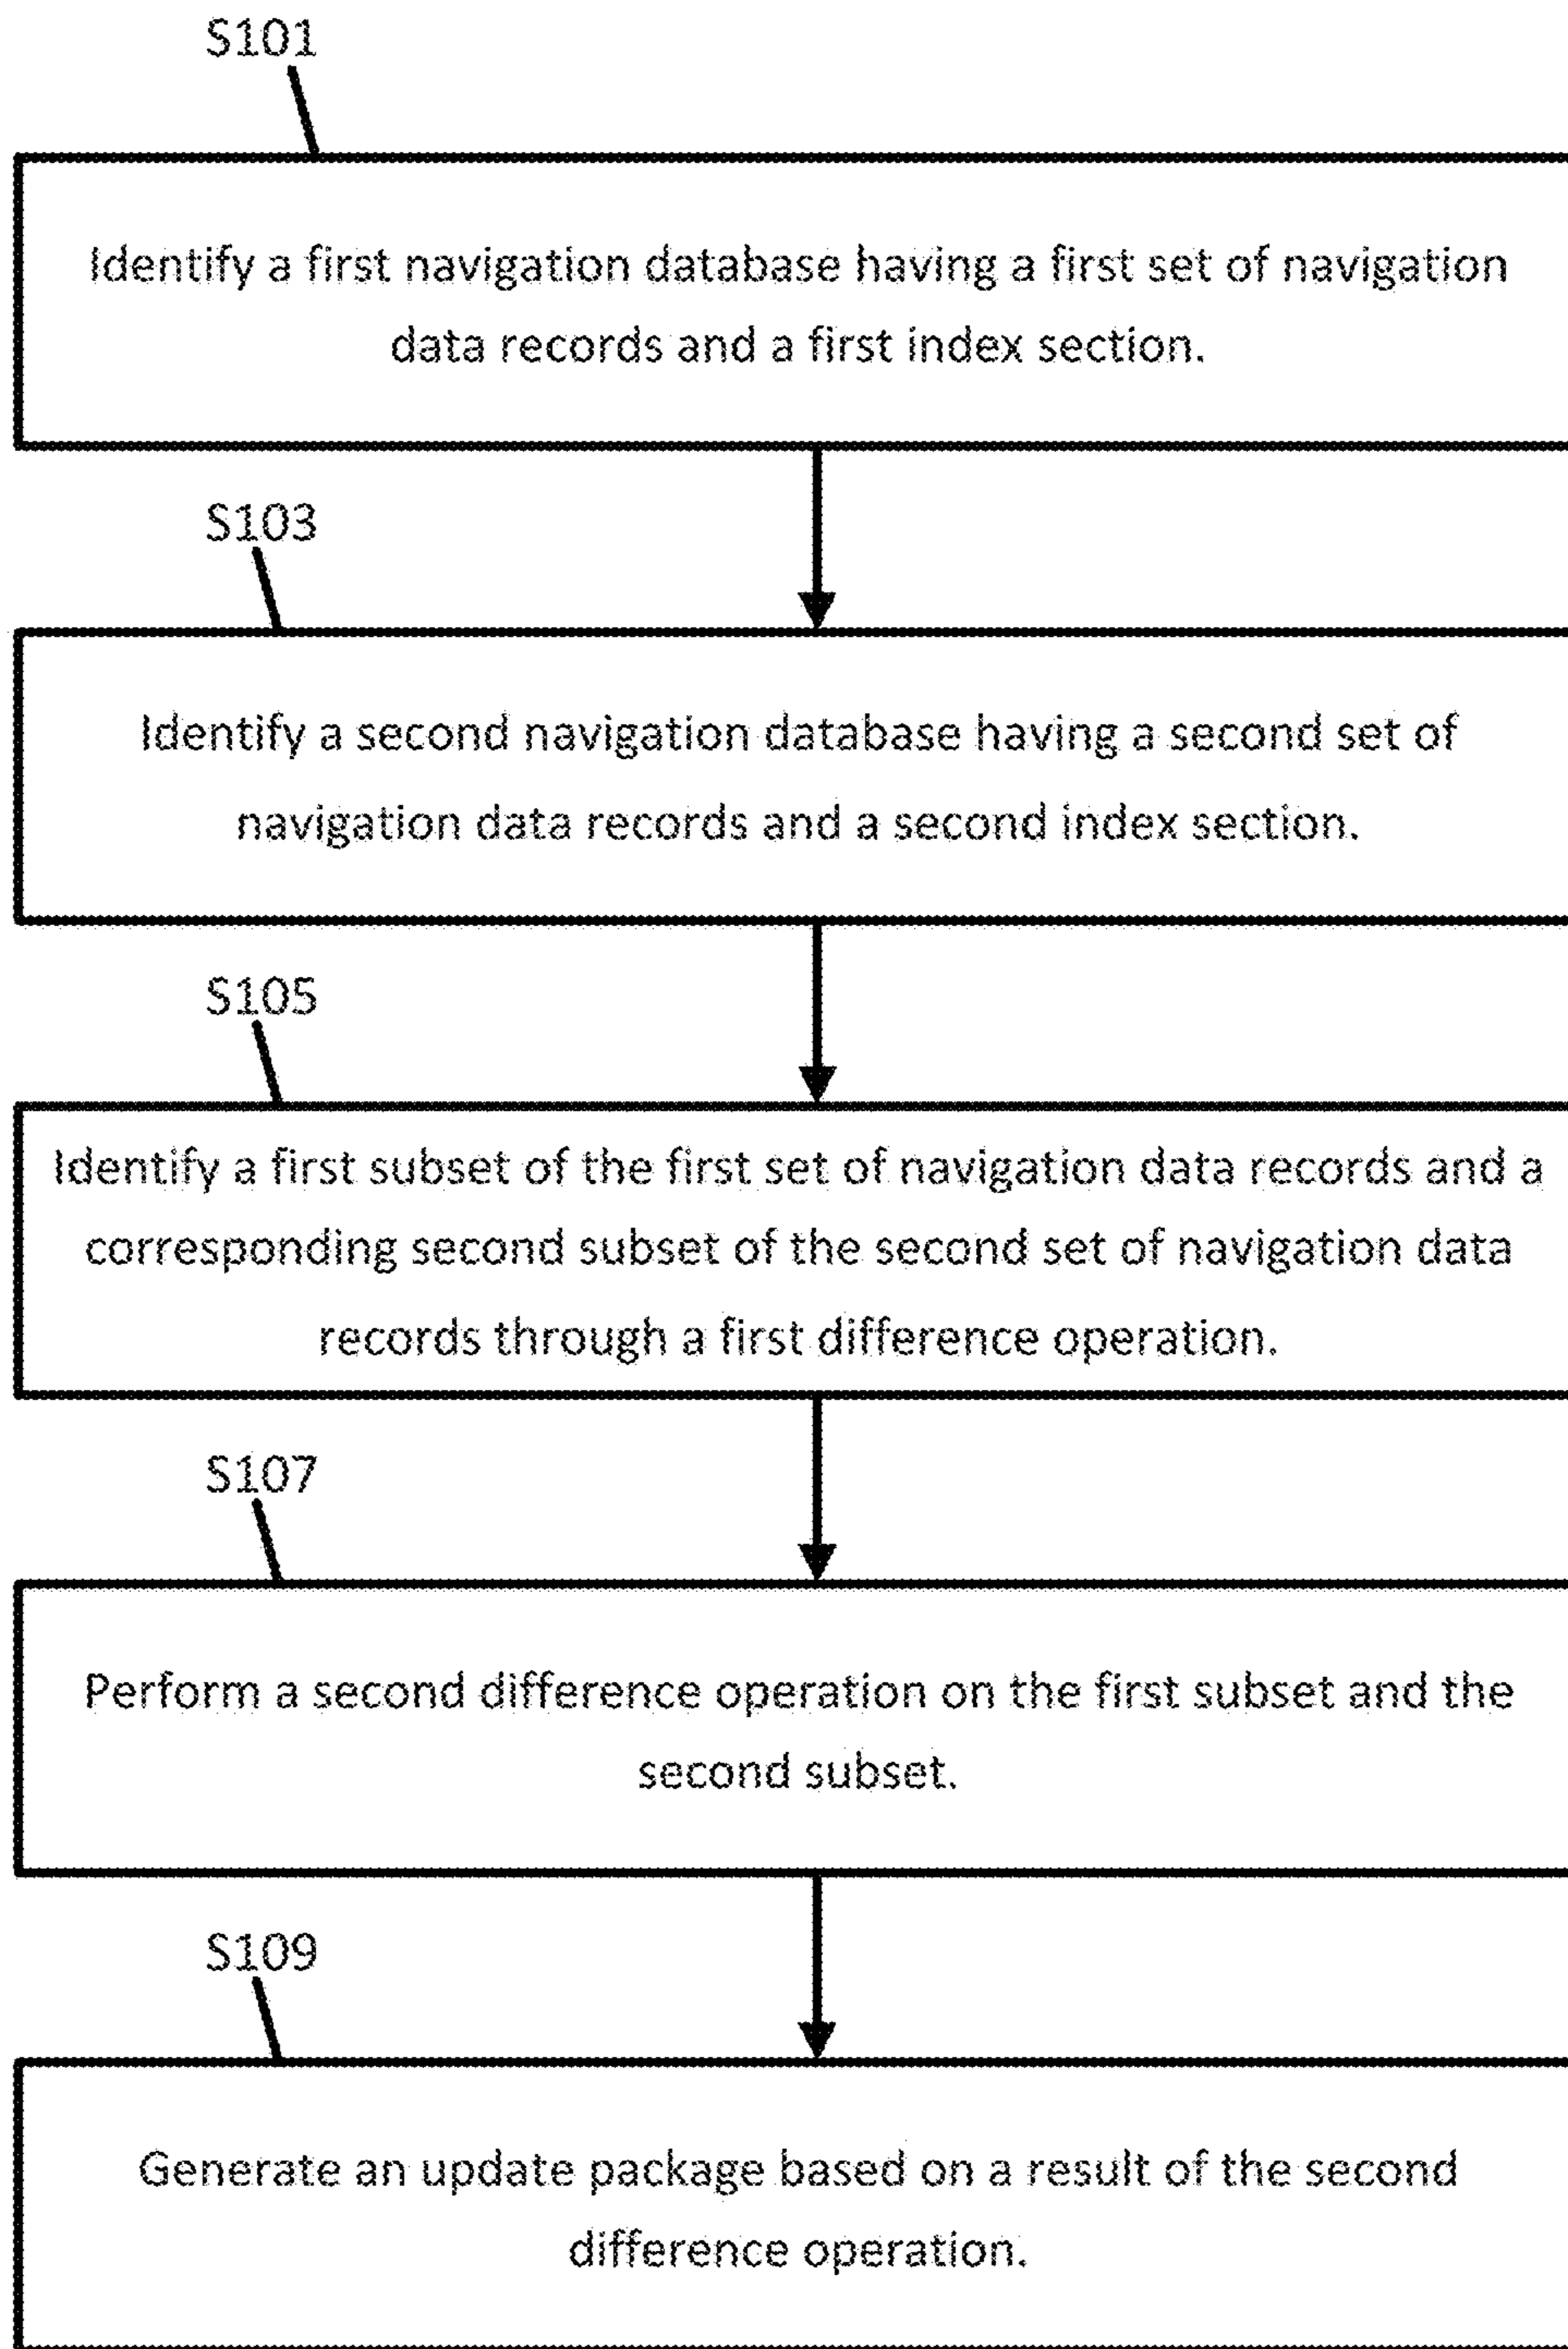 S101
Identify a first navigation database having a first set of navigation
data records and a first index section.
S103
Identify a second navigation database having a second set of
navigation data records and a second index section.
S105
Identify a first subset of the first set of navigation data records and a
corresponding second subset of the second set of navigation data
records through a first difference operation.
S107
Perform a second difference operation on the first subset and the
second subset.
S109
Generate an update package based on a result of the second
difference operation.